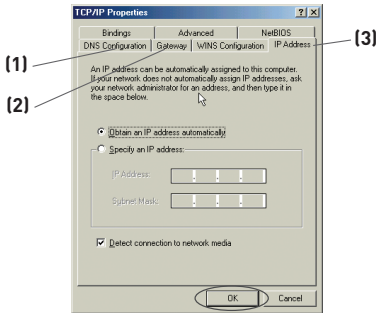 TCP/IP Properties
Bindings Advanced NetBIOS
DNS Configuration Gateway WINS Configuration IP Address
(1)
(2)
(3)
An IP address can be automatically assigned to this computer.
If your network does not automatically assign IP addresses, ask
your network administrator for an address, and then type it in
the space below.
Obtain an IP address automatically
Specify an IP address:
IP Address:
Subnet Mask:
Detect connection to network media
OK Cancel